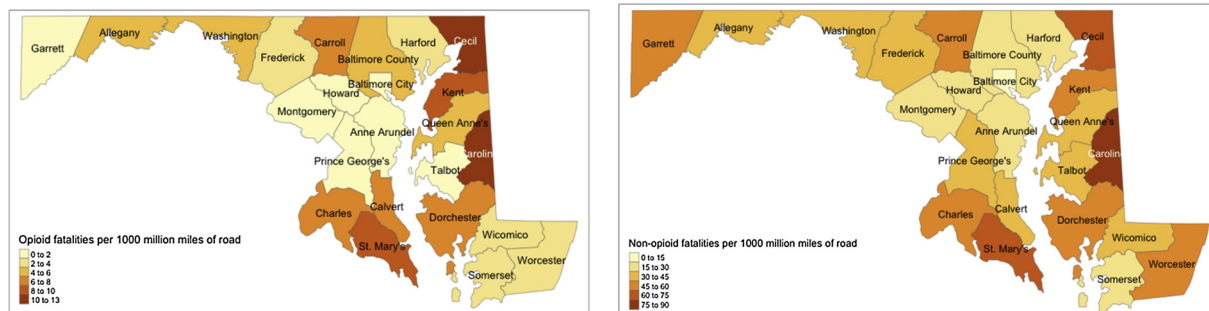 Garrett
Allegany
Washington
Frederick
Carroll
Baltimore County
Harford
Cecil
Baltimore City
Howard
Kent
Montgomery
Queen Anne's
Anne Arundel
Carolin
Prince George's
Talbot
Calvert
Charles
Dorchester
St. Mary's
Wicomico
Worcester
Somerset
Opioid fatalities per 1000 million miles of road
0 to 2
2 to 4
4 to 6
6 to 8
8 to 10
10 to 13
Garrett
Allegany
Washington
Frederick
Carroll
Baltimore County
Harford
Cecil
Baltimore City
Howard
Kent
Montgomery
Queen Anne's
Anne Arundel
Carolin
Prince George's
Talbot
Calvert
Charles
Dorchester
St. Mary's
Wicomico
Worcester
Somerset
Non-opioid fatalities per 1000 million miles of road
0 to 15
15 to 30
30 to 45
45 to 60
60 to 75
75 to 90